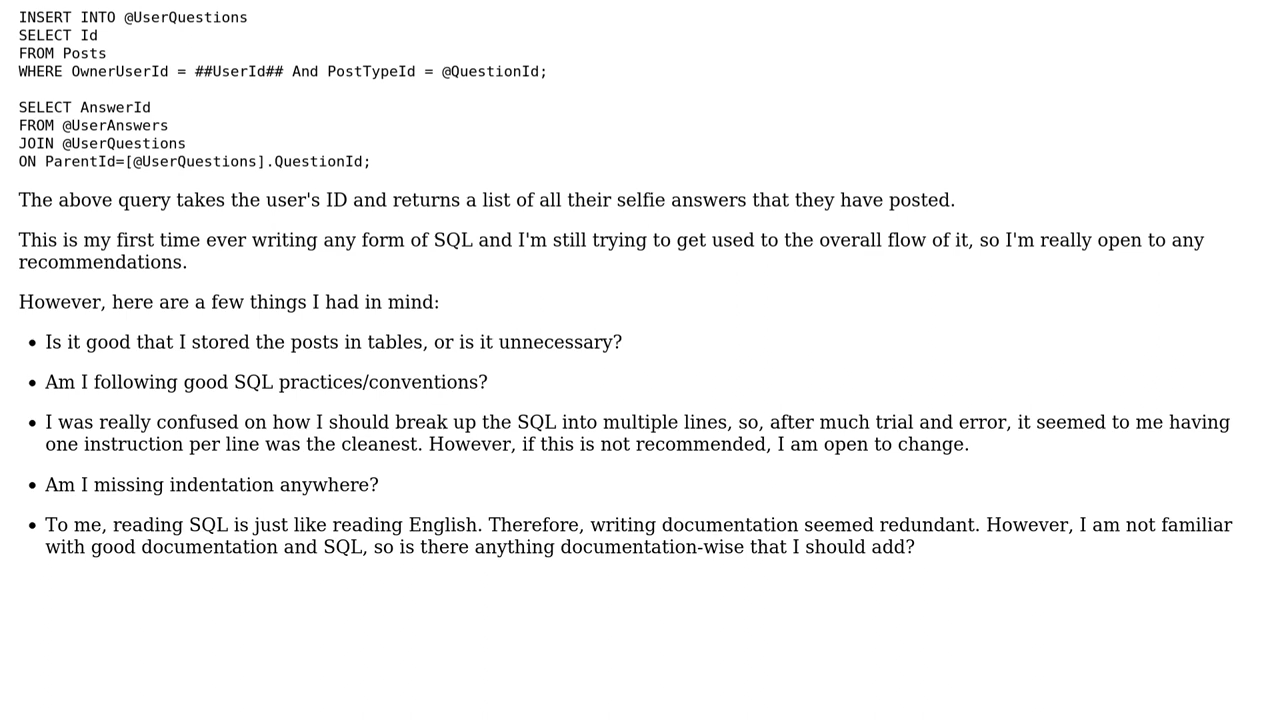 INSERT INTO @UserQuestions
SELECT Id
FROM Posts
WHERE OwnerUserId = ##UserId## And PostTypeId = @QuestionId;
SELECT AnswerId
FROM @UserAnswers
JOIN @UserQuestions
ON ParentId=[@UserQuestions].QuestionId;
The above query takes the user's ID and returns a list of all their selfie answers that they have posted.
This is my first time ever writing any form of SQL and I'm still trying to get used to the overall flow of it, so I'm really open to any
recommendations.
However, here are a few things I had in mind:
• Is it good that I stored the posts in tables, or is it unnecessary?
• Am I following good SQL practices/conventions?
• I was really confused on how I should break up the SQL into multiple lines, so, after much trial and error, it seemed to me having
one instruction per line was the cleanest. However, if this is not recommended, I am open to change.
• Am I missing indentation anywhere?
• To me, reading SQL is just like reading English. Therefore, writing documentation seemed redundant. However, I am not familiar
with good documentation and SQL, so is there anything documentation-wise that I should add?